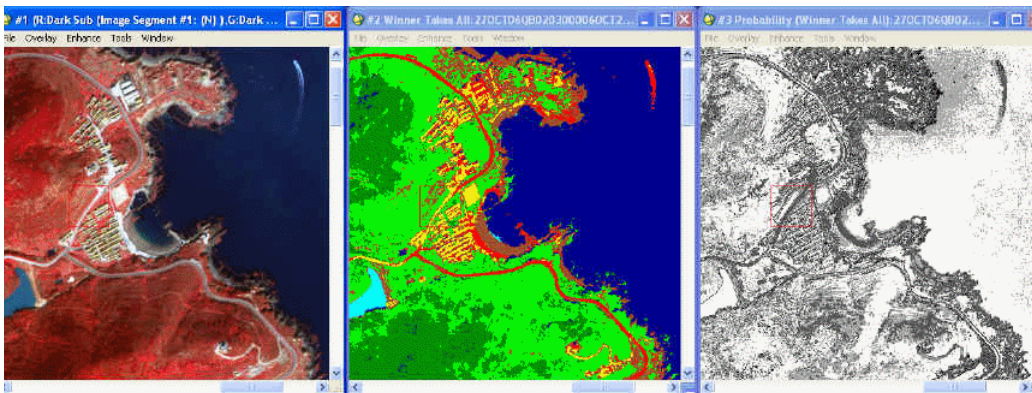 #1 (R:Dark Sub (Image Segment #1: (N) ),G:Dark ...
File Overlay Enhance Tools Window
#2 Winner Takes All:27OCT06QB0203000060CT2...
File Overlay Enhance Tools Window
#3 Probability (Winner Takes All):27OCT06QB02...
File Overlay Enhance Tools Window